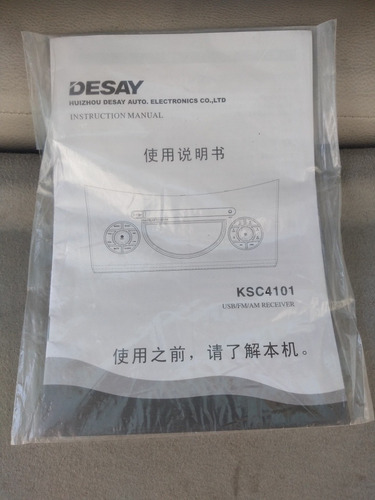 DESAY
HUIZHOU DESAY AUTO. ELECTRONICS CO.,LTD
INSTRUCTION MANUAL
使用说明书
KSC4101
USB/FM/AM RECEIVER
使用之前，请了解本机。